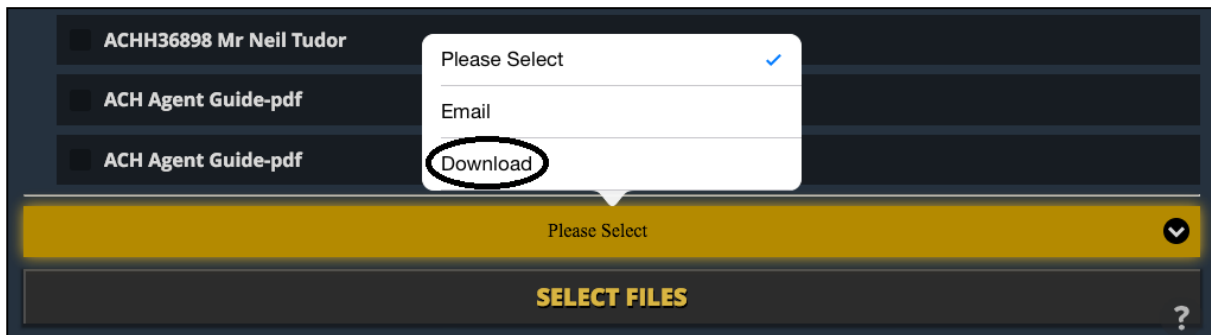 ACHH36898 Mr Neil Tudor
ACH Agent Guide-pdf
ACH Agent Guide-pdf
Please Select
Email
Download
Please Select
SELECT FILES
?